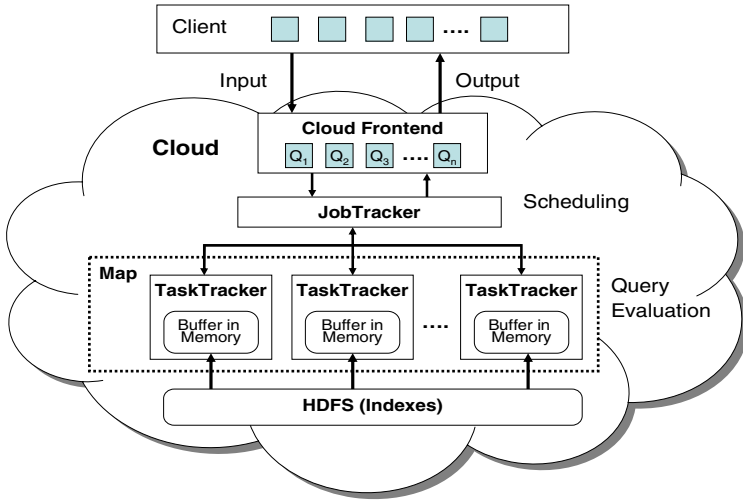 Client ....
Input Output
Cloud Frontend
Cloud
Q1 Q2 Q3 .... Qn
JobTracker
Scheduling
Map
TaskTracker TaskTracker TaskTracker
Query
Evaluation
Buffer in Buffer in Buffer in
Memory Memory .... Memory
HDFS (Indexes)